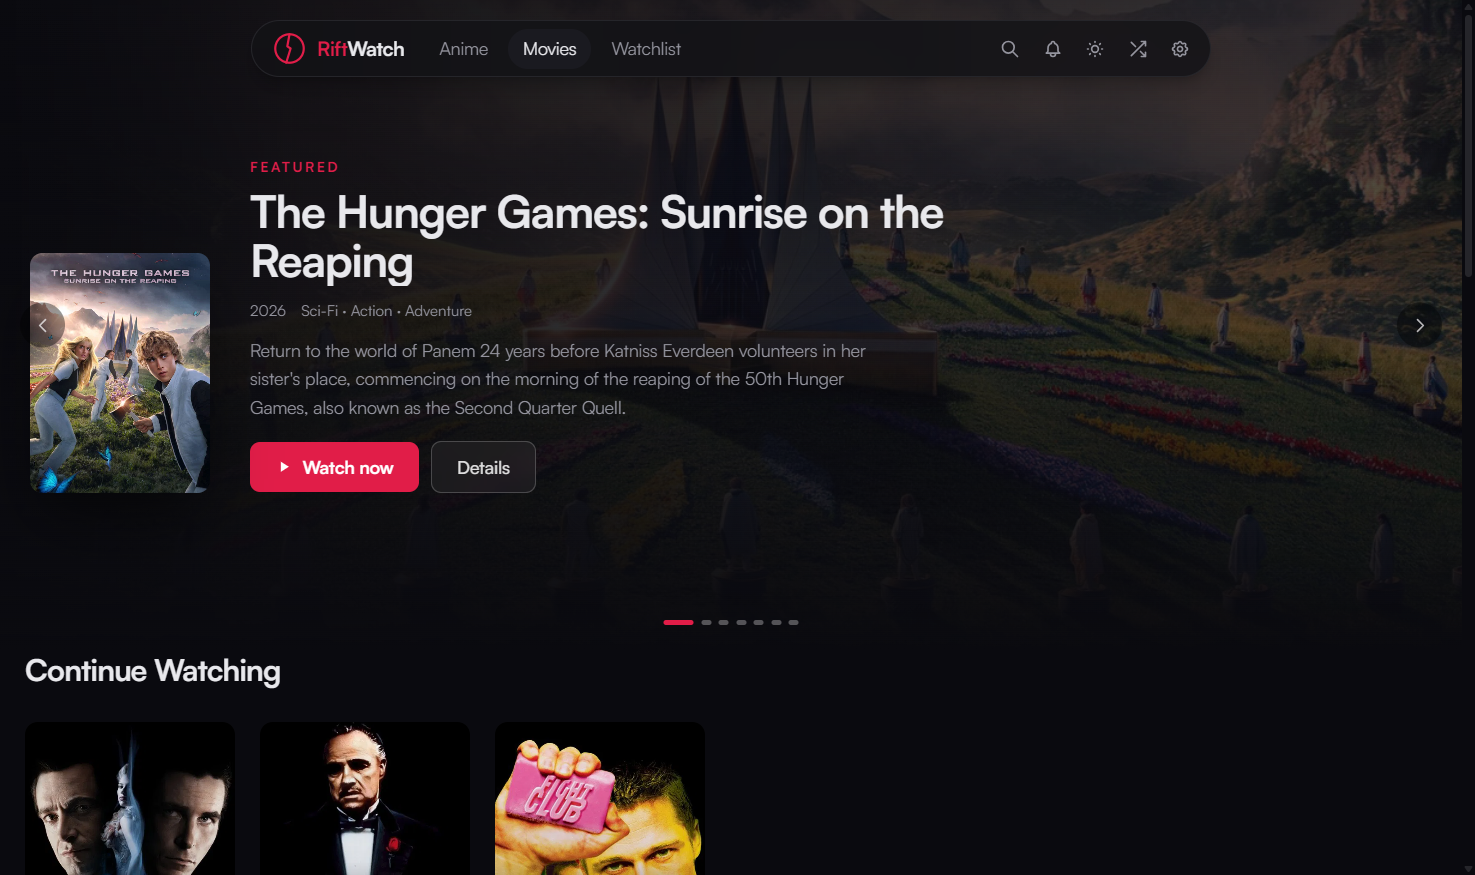 RiftWatch Anime Movies Watchlist
FEATURED
The Hunger Games: Sunrise on the
Reaping
THE HUNGER GAMES
SUNRISE ON THE REAPING
2026 Sci-Fi · Action · Adventure
Return to the world of Panem 24 years before Katniss Everdeen volunteers in her
sister's place, commencing on the morning of the reaping of the 50th Hunger
Games, also known as the Second Quarter Quell.
Watch now Details
Continue Watching
FIGHT
CLUB